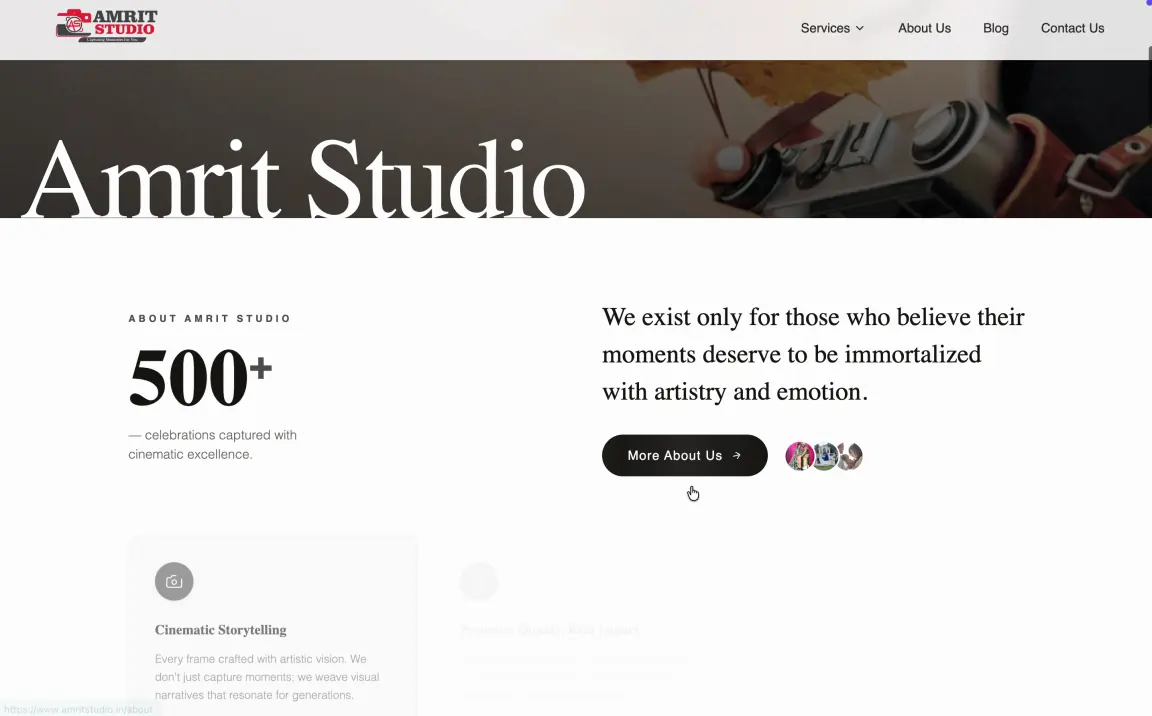 AMRIT
STUDIO
Capturing Moments For You
Services
About Us
Blog
Contact Us
Amrit Studio
ABOUT AMRIT STUDIO
500+
— celebrations captured with
cinematic excellence.
We exist only for those who believe their
moments deserve to be immortalized
with artistry and emotion.
More About Us →
Cinematic Storytelling
Every frame crafted with artistic vision. We
don't just capture moments; we weave visual
narratives that resonate for generations.
https://www.amritstudio.in/about